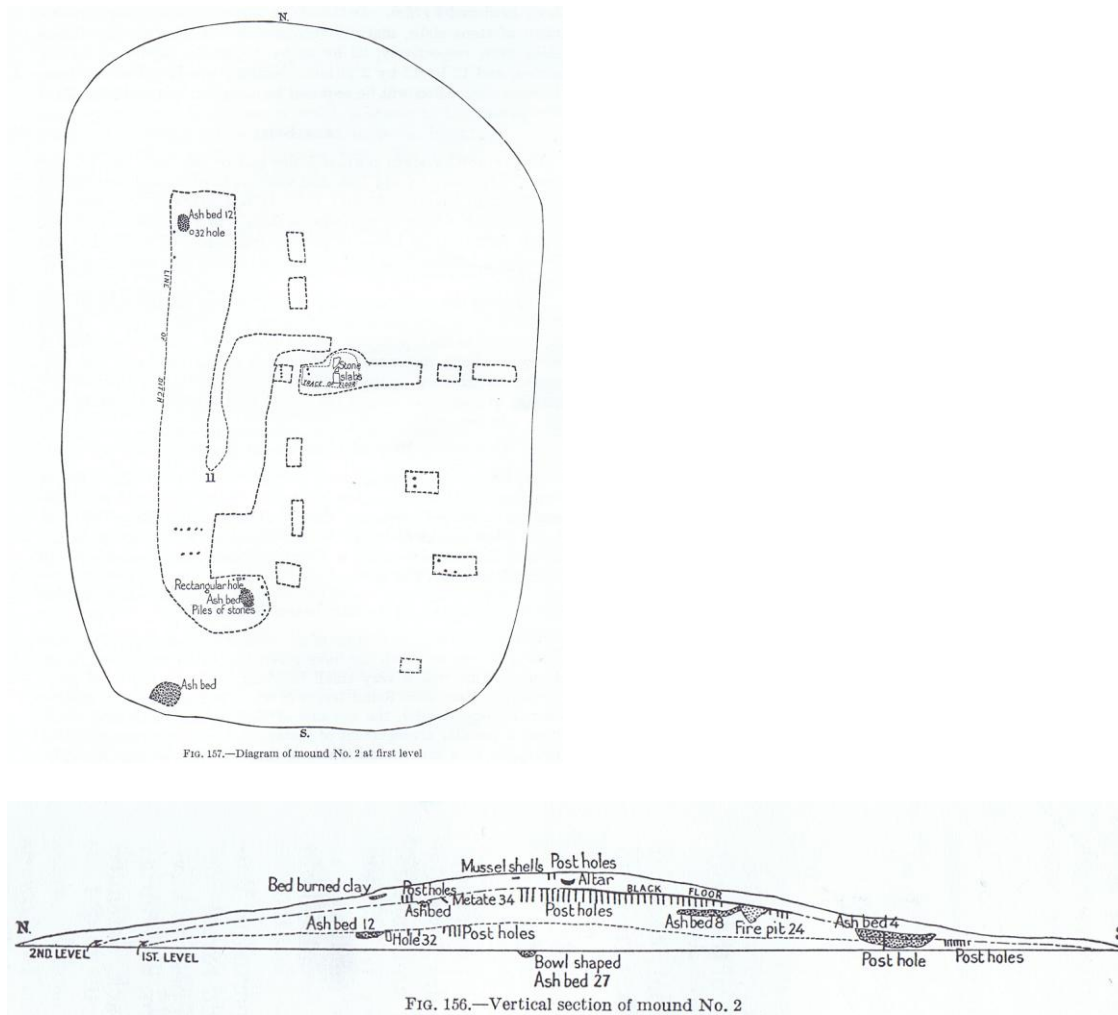 N.
Ash bed 12
32 hole
LINE
OF
DITCH
Stone
slabs
TRACE OF FLOOR
11
Rectangular hole
Ash bed
Piles of stones
Ash bed
S.
FIG. 157.—Diagram of mound No. 2 at first level
Mussel shells Post holes
Altar
Bed burned clay
Post holes
BLACK FLOOR
Metate 34
Ashbed
Post holes
N.
Ash bed 12
Hole 32
Post holes
Ash bed 8
Fire pit 24
Ash bed 4
S
2ND. LEVEL
1ST. LEVEL
Bowl shaped
Ash bed 27
Post hole
Post holes
FIG. 156.—Vertical section of mound No. 2